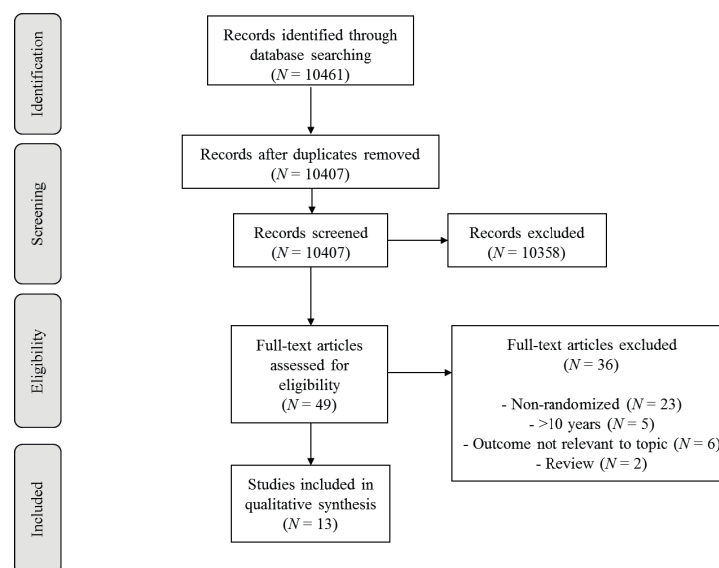 Identification
Records identified through
database searching
(N = 10461)
Records after duplicates removed
(N = 10407)
Screening
Records screened
(N = 10407)
Records excluded
(N = 10358)
Eligibility
Full-text articles
assessed for
eligibility
(N = 49)
Full-text articles excluded
(N = 36)
- Non-randomized (N = 23)
- >10 years (N = 5)
- Outcome not relevant to topic (N = 6)
- Review (N = 2)
Included
Studies included in
qualitative synthesis
(N = 13)